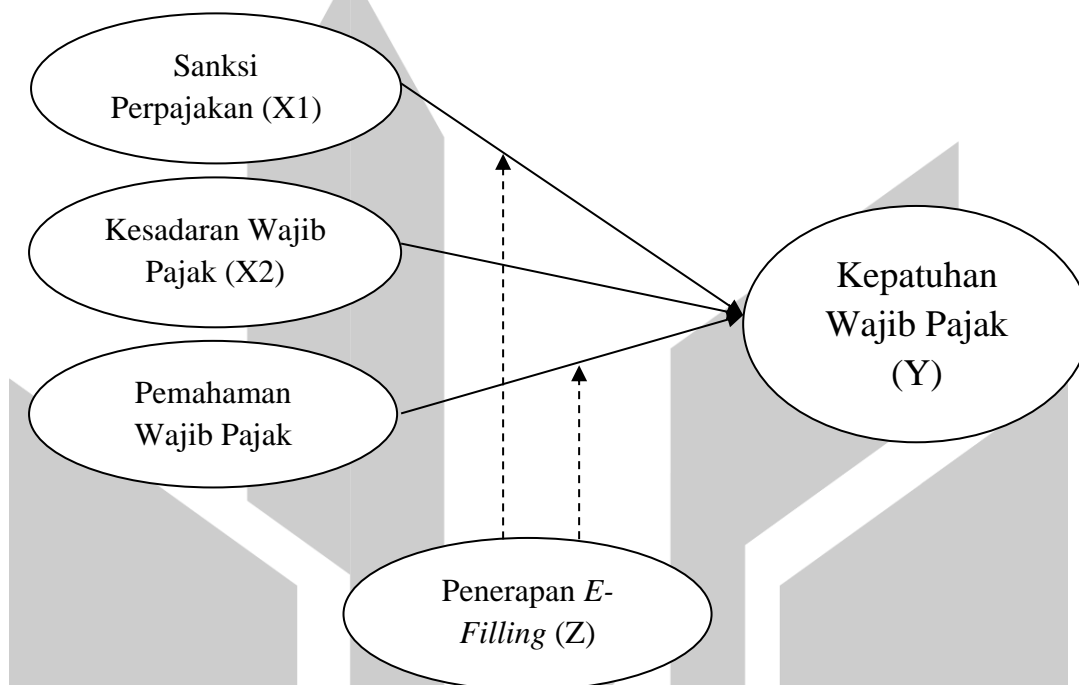 Sanksi
Perpajakan (X1)
Kesadaran Wajib
Pajak (X2)
Pemahaman
Wajib Pajak
Kepatuhan
Wajib Pajak
(Y)
Penerapan E-
Filling (Z)